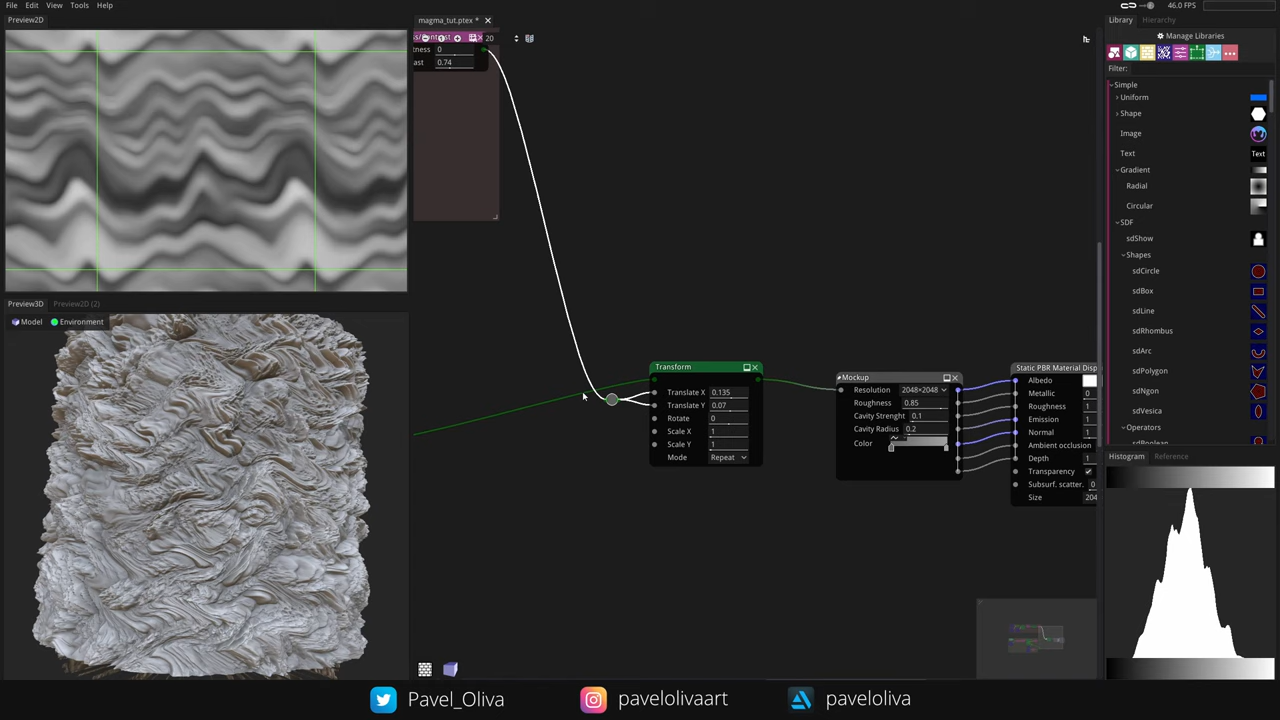 File Edit View Tools Help
46.0 FPS
Preview2D
magma_tut.ptex *
Library Hierarchy
Manage Libraries
Filter:
20
0
0.74
Simple
Uniform
Shape
Image
Text Text
Gradient
Radial
Circular
SDF
sdShow
Shapes
sdCircle
sdBox
sdLine
sdRhombus
sdArc
sdPolygon
sdNgon
sdVesica
Operators
Preview3D Preview2D (2)
Model Environment
Transform
Translate X 0.135
Translate Y 0.07
Rotate 0
Scale X 1
Scale Y 1
Mode Repeat
Mockup
Resolution 2048×2048
Roughness 0.85
Cavity Strenght 0.1
Cavity Radius 0.2
Color
Static PBR Material Disp
Albedo
Metallic 0
Roughness 1
Emission 1
Normal 1
Ambient occlusion 1
Depth 1
Transparency
Subsurf. scatter. 0
Size 204
Histogram Reference
Pavel_Oliva pavelolivaart paveloliva